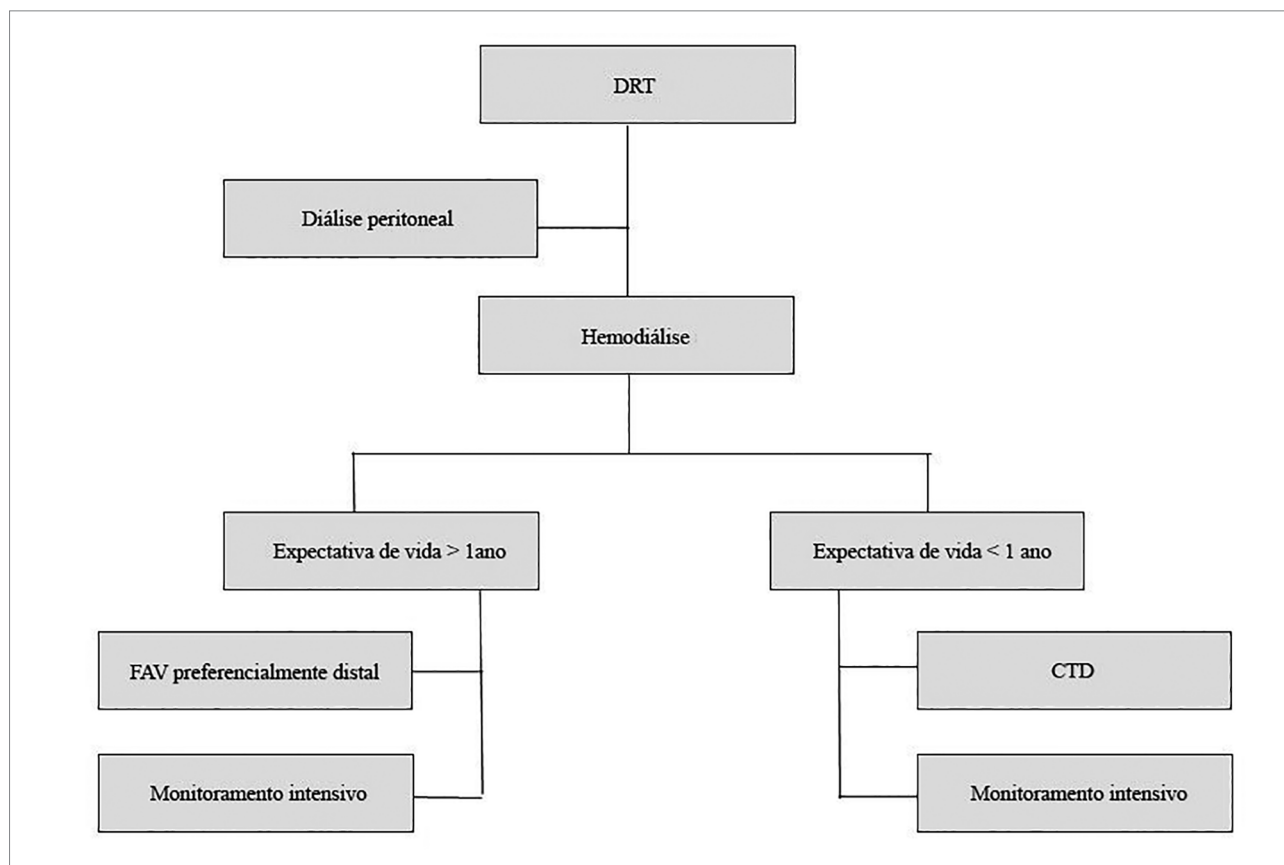 DRT
Diálise peritoneal
Hemodiálise
Expectativa de vida > 1ano
Expectativa de vida < 1 ano
FAV preferencialmente distal
CTD
Monitoramento intensivo
Monitoramento intensivo